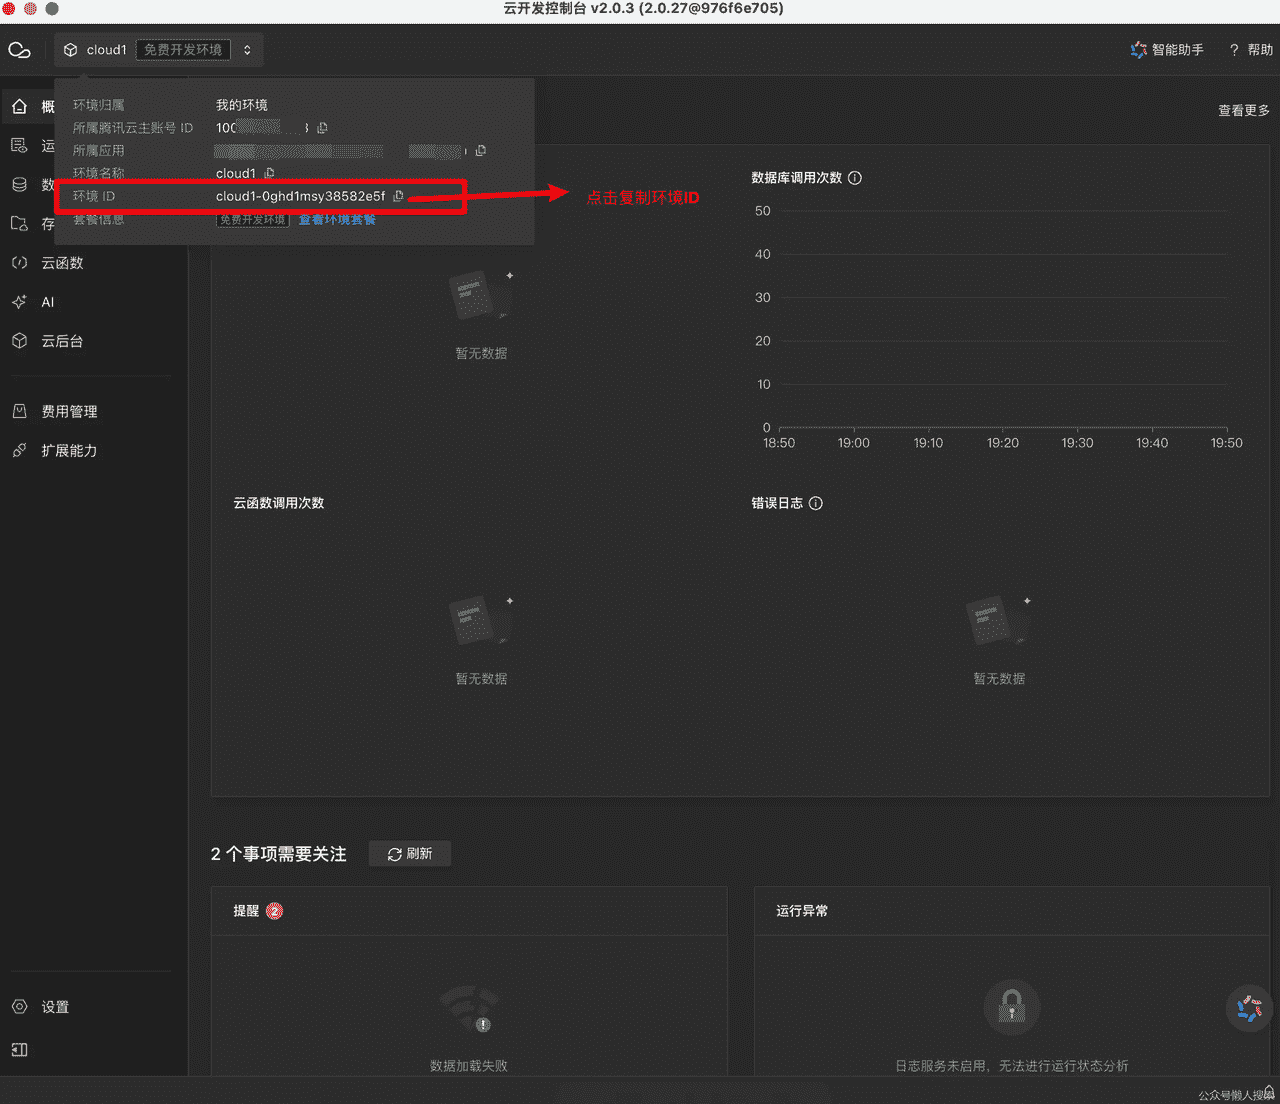 云开发控制台 v2.0.3 (2.0.27@976f6e705)
cloud1 免费开发环境
智能助手
? 帮助
环境归属 我的环境
所属腾讯云主账号 ID 100
所属应用
环境名称 cloud1
环境 ID cloud1-0ghd1msy38582e5f
套餐信息 免费开发环境 查看环境套餐
点击复制环境ID
查看更多
概
运
数
存
云函数
AI
云后台
费用管理
扩展能力
设置
暂无数据
数据库调用次数
50
40
30
20
10
0
18:50 19:00 19:10 19:20 19:30 19:40 19:50
云函数调用次数
暂无数据
错误日志
暂无数据
2 个事项需要关注
刷新
提醒 2
数据加载失败
运行异常
日志服务未启用，无法进行运行状态分析
公众号懒人搜索